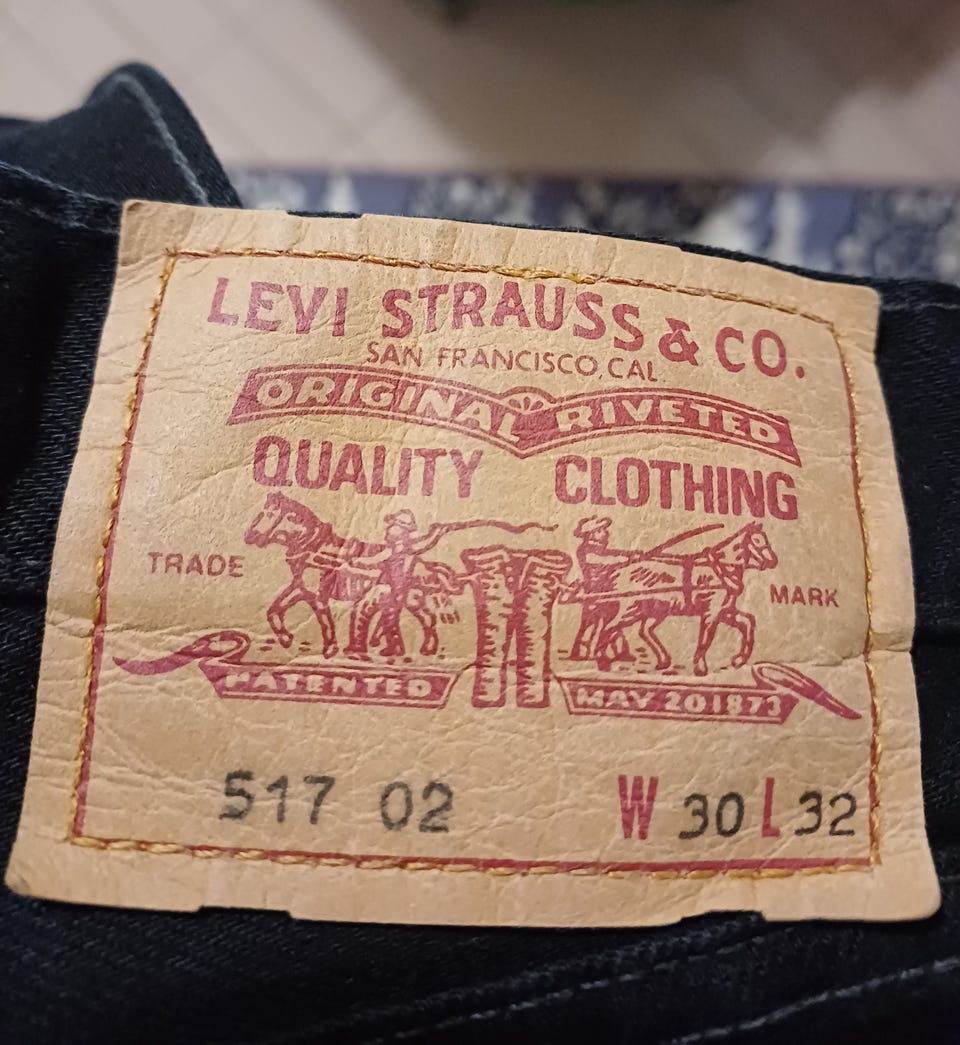 LEVI STRAUSS & CO.
SAN FRANCISCO, CAL.
ORIGINAL RIVETED
QUALITY CLOTHING
TRADE MARK
PATENTED MAY 20 1873
517 02 W 30 L 32